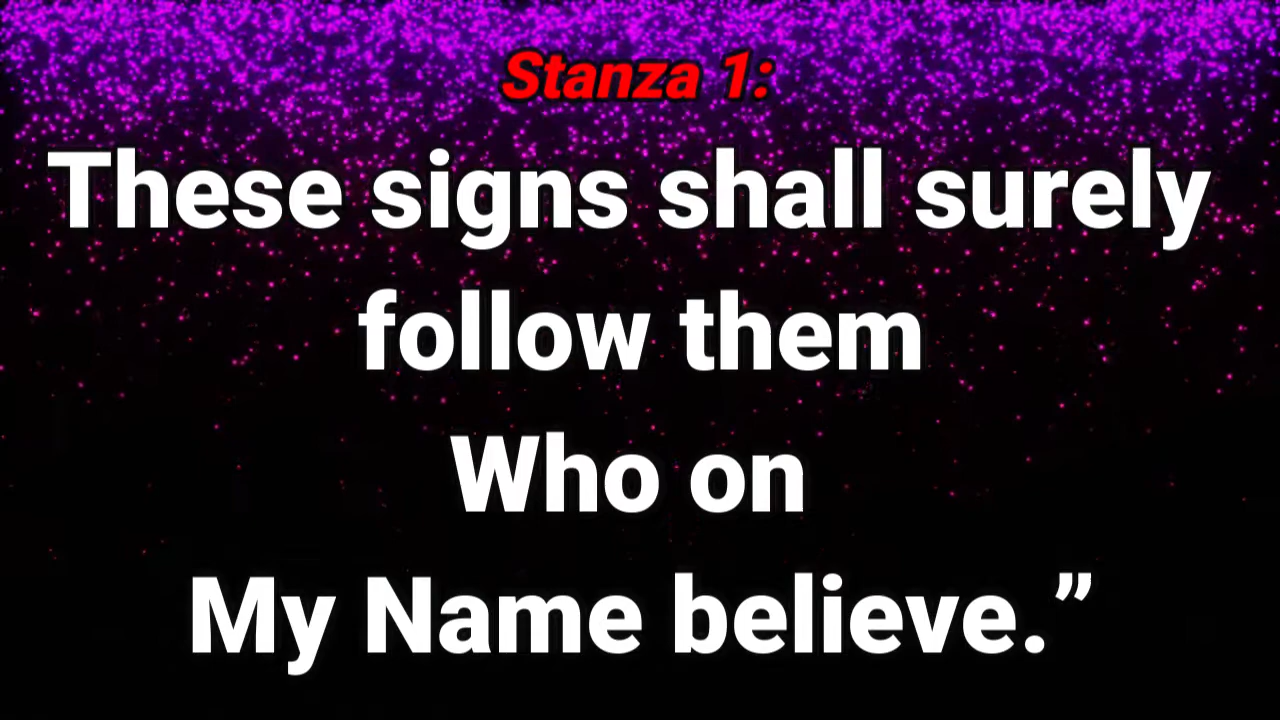 Stanza 1:
These signs shall surely
follow them
Who on
My Name believe.”